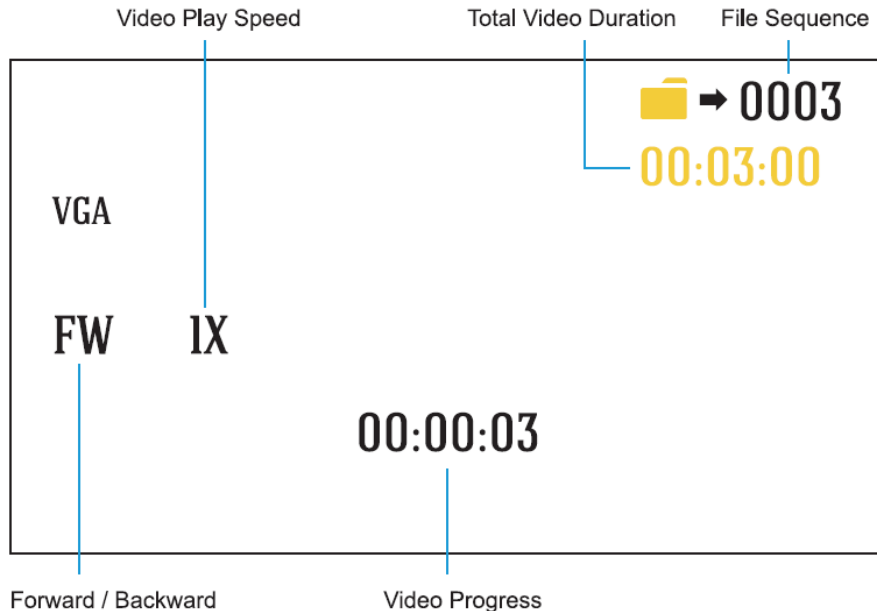 Video Play Speed Total Video Duration File Sequence
0003
00:03:00
VGA
FW 1X
00:00:03
Forward / Backward Video Progress